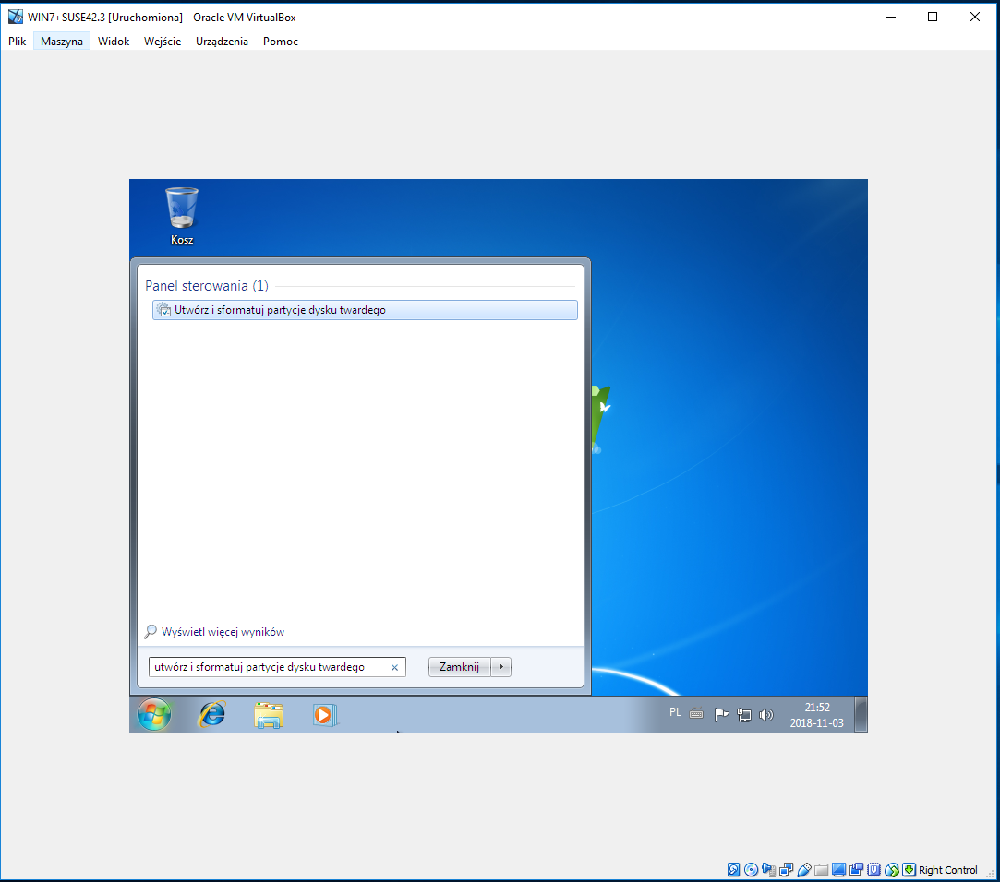 WIN7+SUSE42.3 [Uruchomiona] - Oracle VM VirtualBox
Plik Maszyna Widok Wejście Urządzenia Pomoc
Kosz
Panel sterowania (1)
Utwórz i sformatuj partycje dysku twardego
Wyświetl więcej wyników
utwórz i sformatuj partycje dysku twardego
Zamknij
PL
21:52
2018-11-03
Right Control